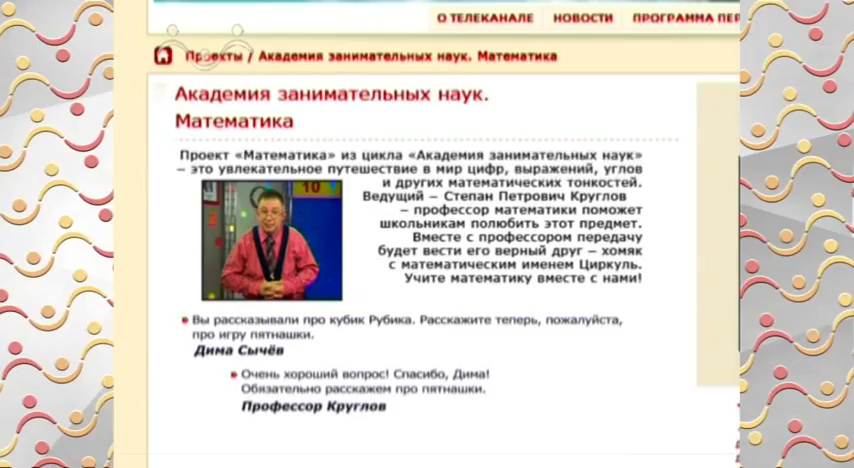 О ТЕЛЕКАНАЛЕ НОВОСТИ ПРОГРАММА ПЕР
Проекты / Академия занимательных наук. Математика
Академия занимательных наук.
Математика
Проект «Математика» из цикла «Академия занимательных наук»
– это увлекательное путешествие в мир цифр, выражений, углов
и других математических тонкостей.
Ведущий – Степан Петрович Круглов
– профессор математики поможет
школьникам полюбить этот предмет.
Вместе с профессором передачу
будет вести его верный друг – хомяк
с математическим именем Циркуль.
Учите математику вместе с нами!
10
Вы рассказывали про кубик Рубика. Расскажите теперь, пожалуйста,
про игру пятнашки.
Дима Сычёв
Очень хороший вопрос! Спасибо, Дима!
Обязательно расскажем про пятнашки.
Профессор Круглов